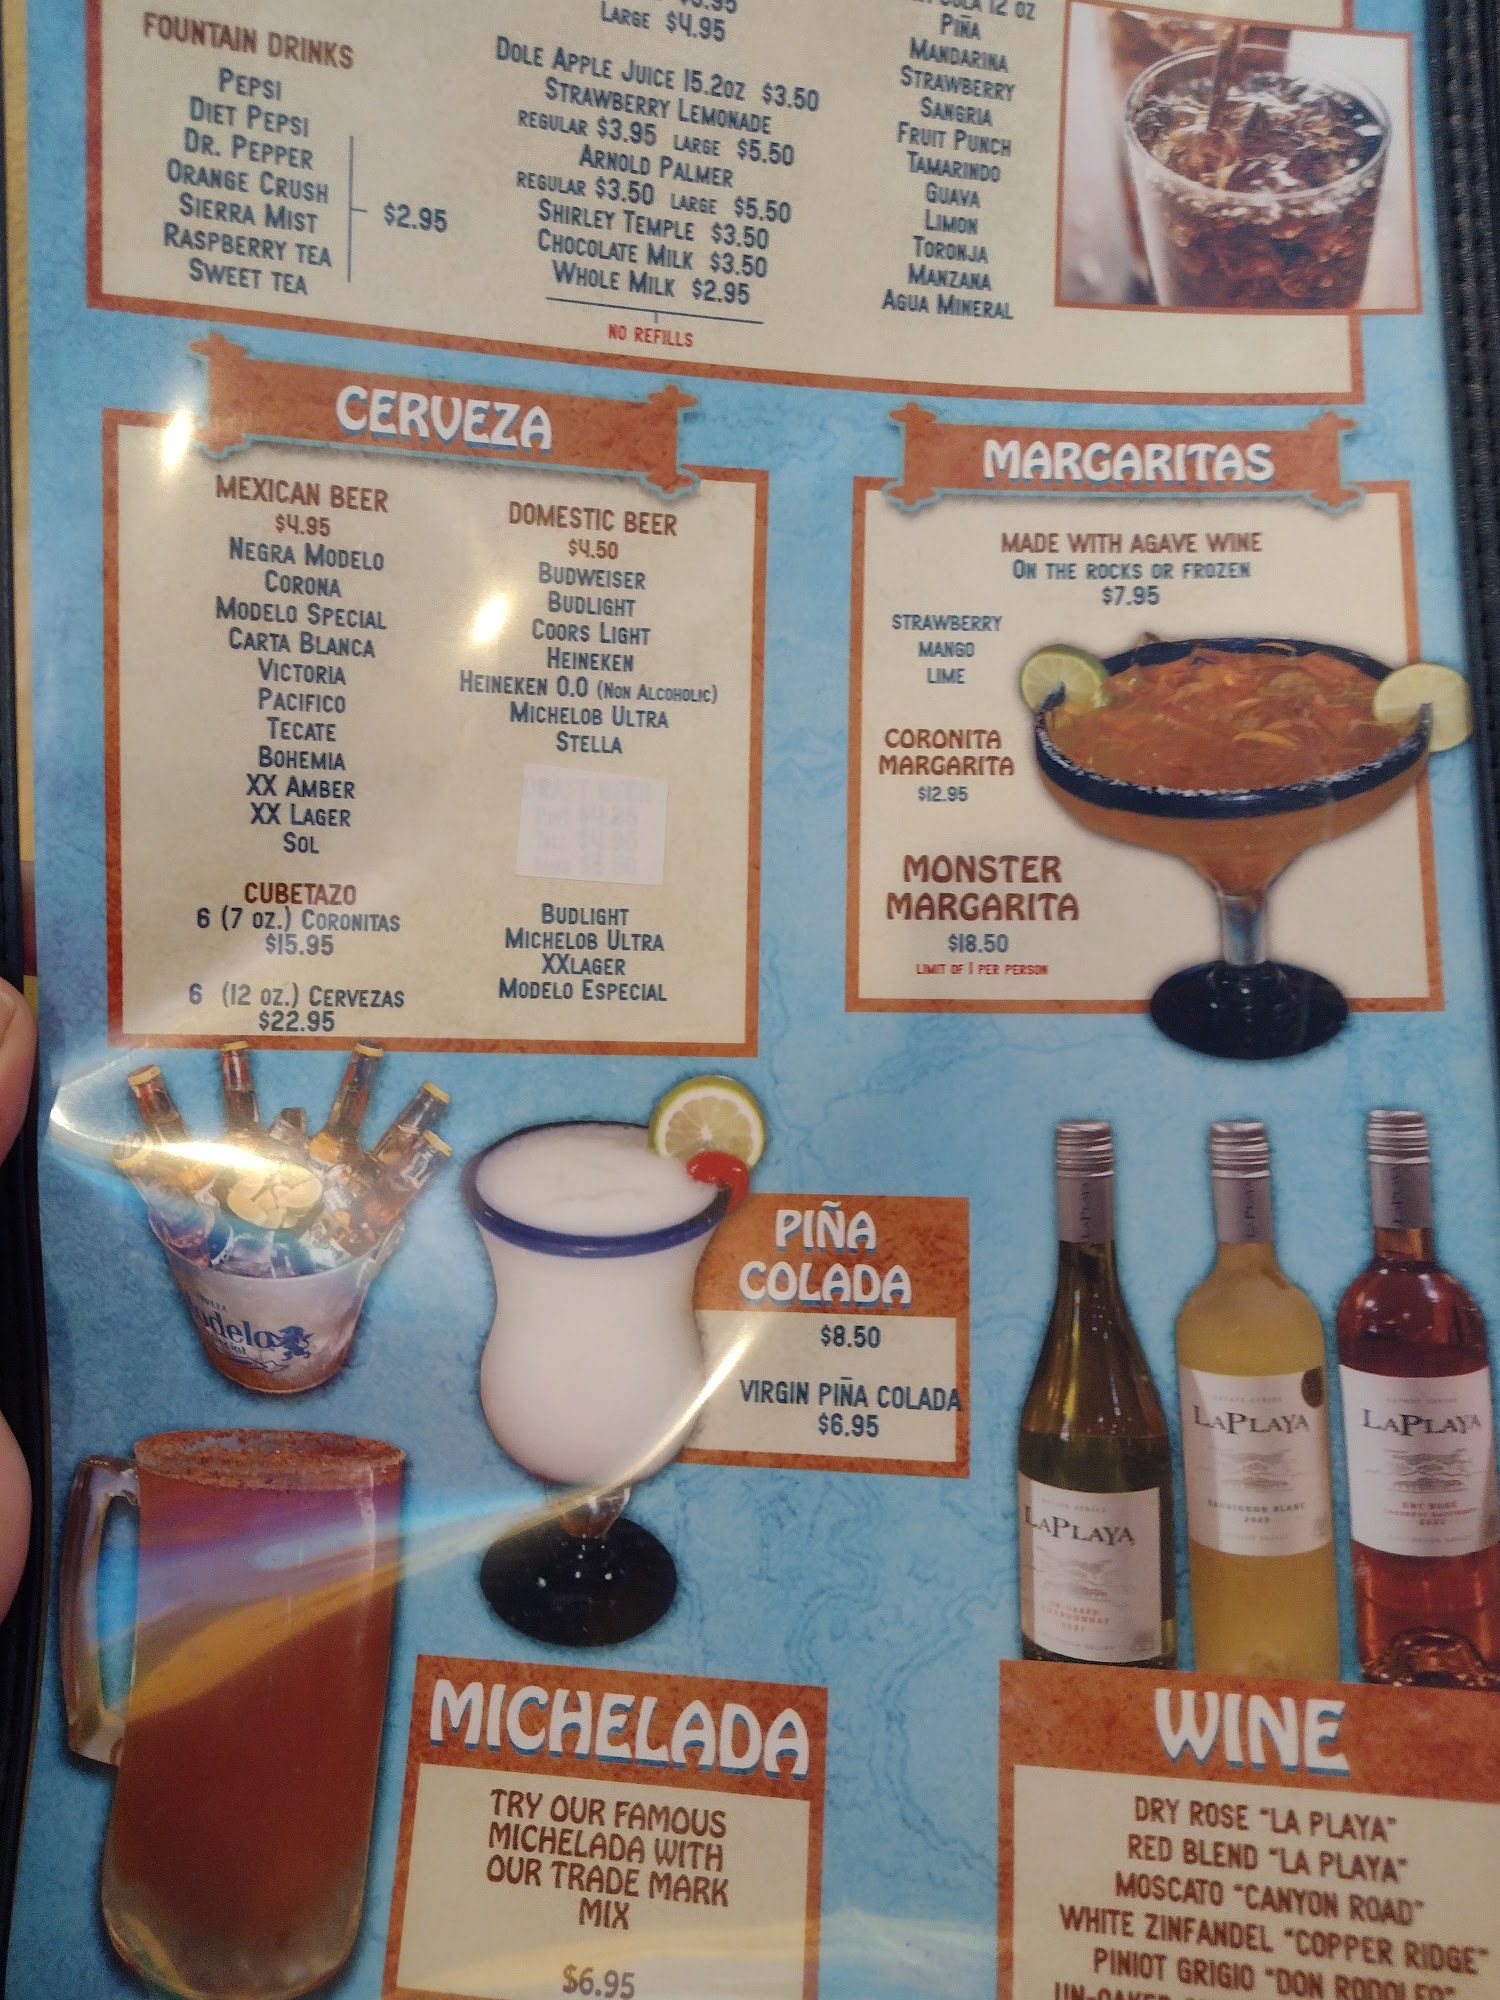 FOUNTAIN DRINKS
PEPSI
DIET PEPSI
DR. PEPPER
ORANGE CRUSH
SIERRA MIST
RASPBERRY TEA
SWEET TEA
$2.95
LARGE $4.95
DOLE APPLE JUICE 15.2OZ $3.50
STRAWBERRY LEMONADE
REGULAR $3.95 LARGE $5.50
ARNOLD PALMER
REGULAR $3.50 LARGE $5.50
SHIRLEY TEMPLE $3.50
CHOCOLATE MILK $3.50
WHOLE MILK $2.95
NO REFILLS
12 OZ
PIÑA
MANDARINA
STRAWBERRY
SANGRIA
FRUIT PUNCH
TAMARINDO
GUAVA
LIMON
TORONJA
MANZANA
AGUA MINERAL
CERVEZA
MEXICAN BEER
$4.95
NEGRA MODELO
CORONA
MODELO SPECIAL
CARTA BLANCA
VICTORIA
PACIFICO
TECATE
BOHEMIA
XX AMBER
XX LAGER
SOL
CUBETAZO
6 (7 OZ.) CORONITAS
$15.95
6 (12 OZ.) CERVEZAS
$22.95
DOMESTIC BEER
$4.50
BUDWEISER
BUDLIGHT
COORS LIGHT
HEINEKEN
HEINEKEN 0.0 (NON ALCOHOLIC)
MICHELOB ULTRA
STELLA
BUDLIGHT
MICHELOB ULTRA
XXLAGER
MODELO ESPECIAL
MARGARITAS
MADE WITH AGAVE WINE
ON THE ROCKS OR FROZEN
$7.95
STRAWBERRY
MANGO
LIME
CORONITA
MARGARITA
$12.95
MONSTER
MARGARITA
$18.50
LIMIT OF 1 PER PERSON
PIÑA
COLADA
$8.50
VIRGIN PIÑA COLADA
$6.95
LAPLAYA
LAPLAYA
SAUVIGNON BLANC
LAPLAYA
DRY ROSE
MICHELADA
TRY OUR FAMOUS
MICHELADA WITH
OUR TRADE MARK
MIX
$6.95
WINE
DRY ROSE "LA PLAYA"
RED BLEND "LA PLAYA"
MOSCATO "CANYON ROAD"
WHITE ZINFANDEL "COPPER RIDGE"
PINIOT GRIGIO "DON RODOLFO"